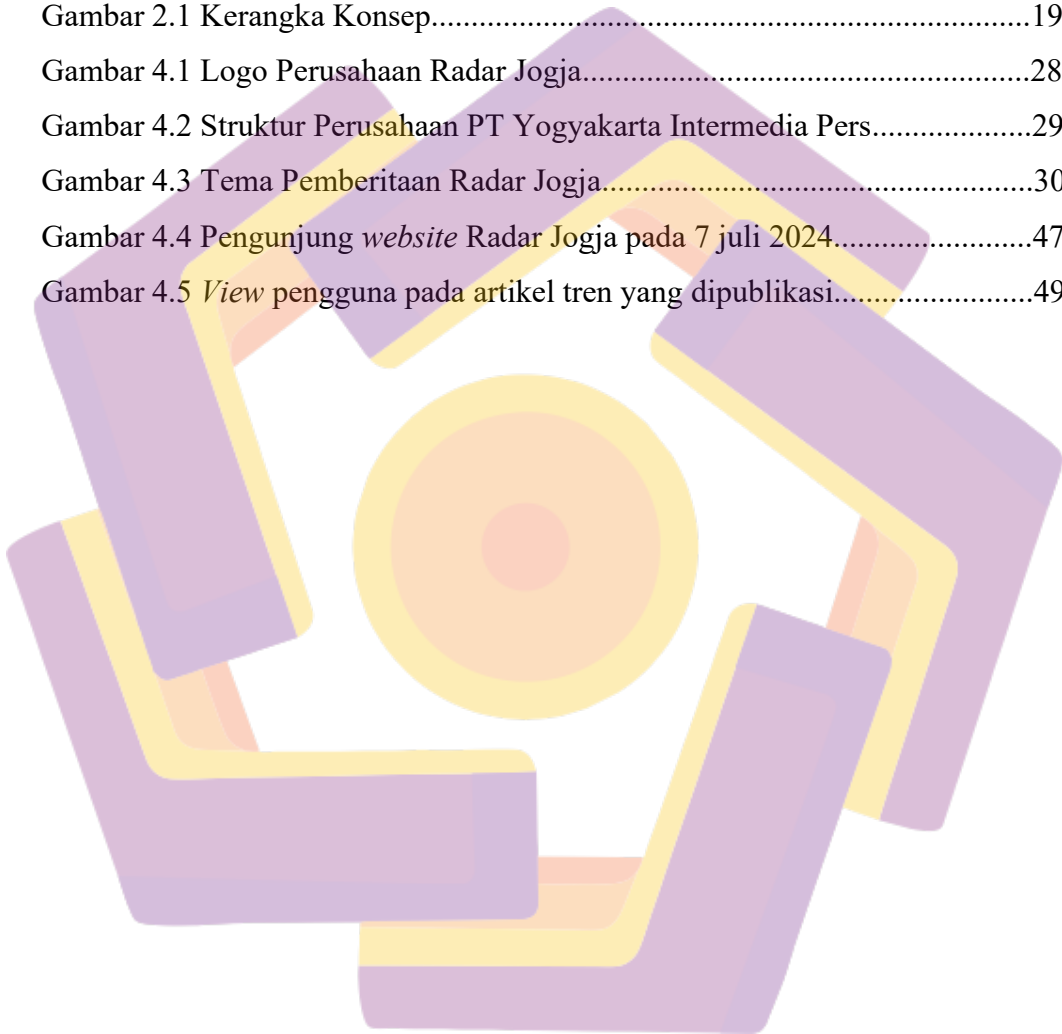 Gambar 2.1 Kerangka Konsep......................................................................19
Gambar 4.1 Logo Perusahaan Radar Jogja....................................................28
Gambar 4.2 Struktur Perusahaan PT Yogyakarta Intermedia Pers...................29
Gambar 4.3 Tema Pemberitaan Radar Jogja..................................................30
Gambar 4.4 Pengunjung website Radar Jogja pada 7 juli 2024.......................47
Gambar 4.5 View pengguna pada artikel tren yang dipublikasi.......................49